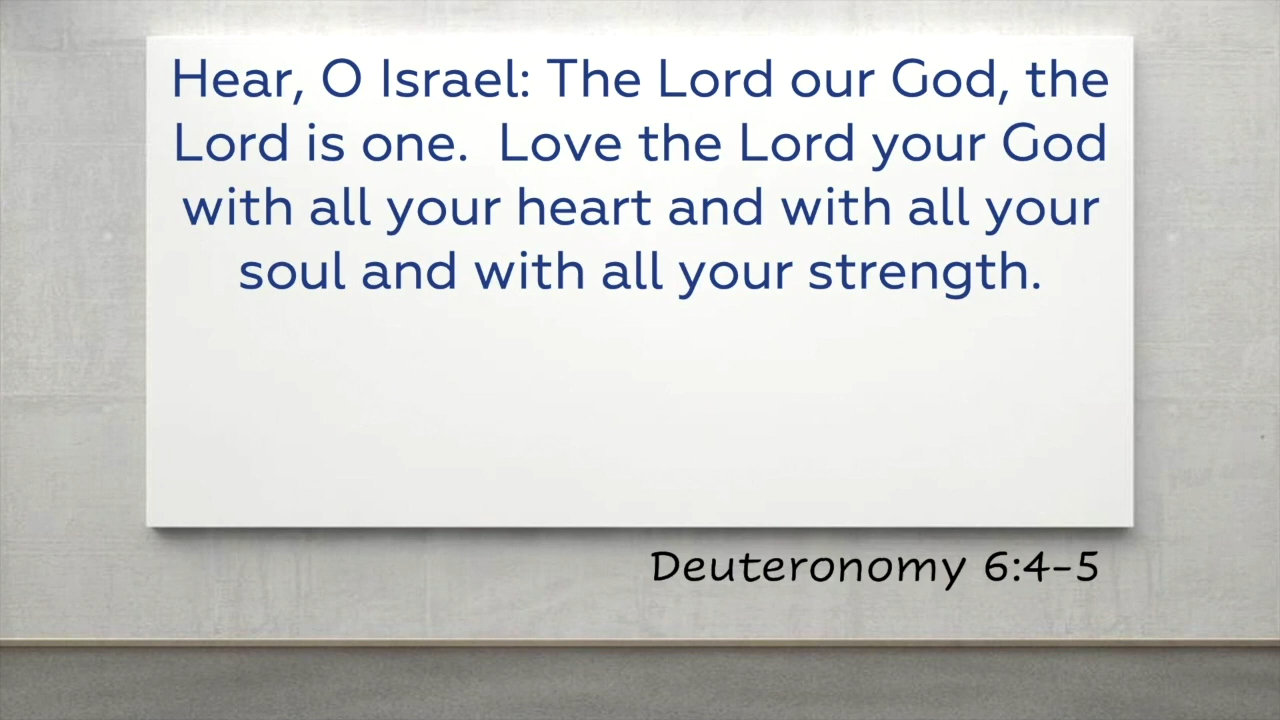 Hear, O Israel: The Lord our God, the
Lord is one.  Love the Lord your God
with all your heart and with all your
soul and with all your strength.
Deuteronomy 6:4-5